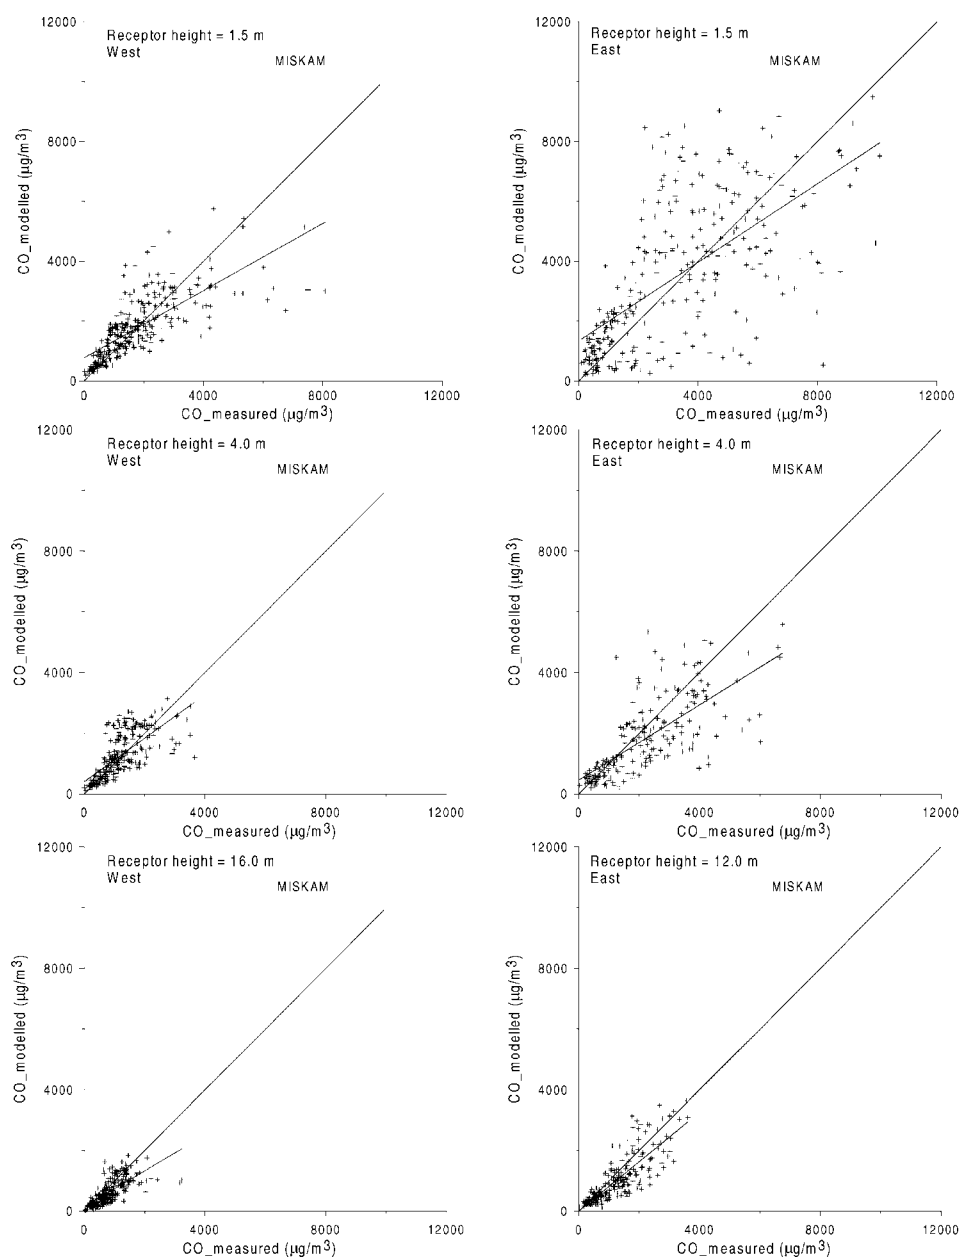 12000
Receptor height = 1.5 m
West
MISKAM
8000
CO_modelled (µg/m3)
4000
0
0 4000 8000 12000
CO_measured (µg/m3)
12000
Receptor height = 1.5 m
East
MISKAM
8000
CO_modelled (µg/m3)
4000
0
0 4000 8000 12000
CO_measured (µg/m3)
12000
Receptor height = 4.0 m
West
MISKAM
8000
CO_modelled (µg/m3)
4000
0
0 4000 8000 12000
CO_measured (µg/m3)
12000
Receptor height = 4.0 m
East
MISKAM
8000
CO_modelled (µg/m3)
4000
0
0 4000 8000 12000
CO_measured (µg/m3)
12000
Receptor height = 16.0 m
West
MISKAM
8000
CO_modelled (µg/m3)
4000
0
0 4000 8000 12000
CO_measured (µg/m3)
12000
Receptor height = 12.0 m
East
MISKAM
8000
CO_modelled (µg/m3)
4000
0
0 4000 8000 12000
CO_measured (µg/m3)